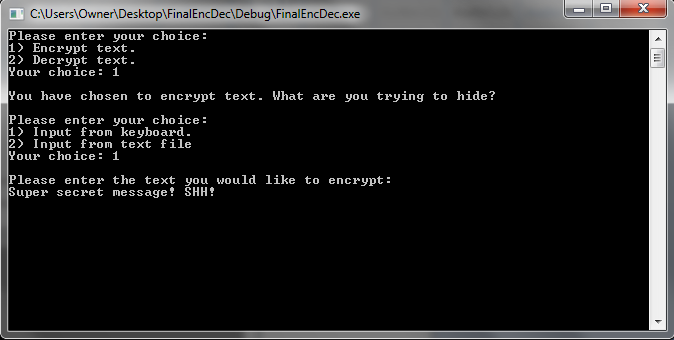 C:\Users\Owner\Desktop\FinalEncDec\Debug\FinalEncDec.exe
Please enter your choice:
1) Encrypt text.
2) Decrypt text.
Your choice: 1
You have chosen to encrypt text. What are you trying to hide?
Please enter your choice:
1) Input from keyboard.
2) Input from text file
Your choice: 1
Please enter the text you would like to encrypt:
Super secret message! SHH!